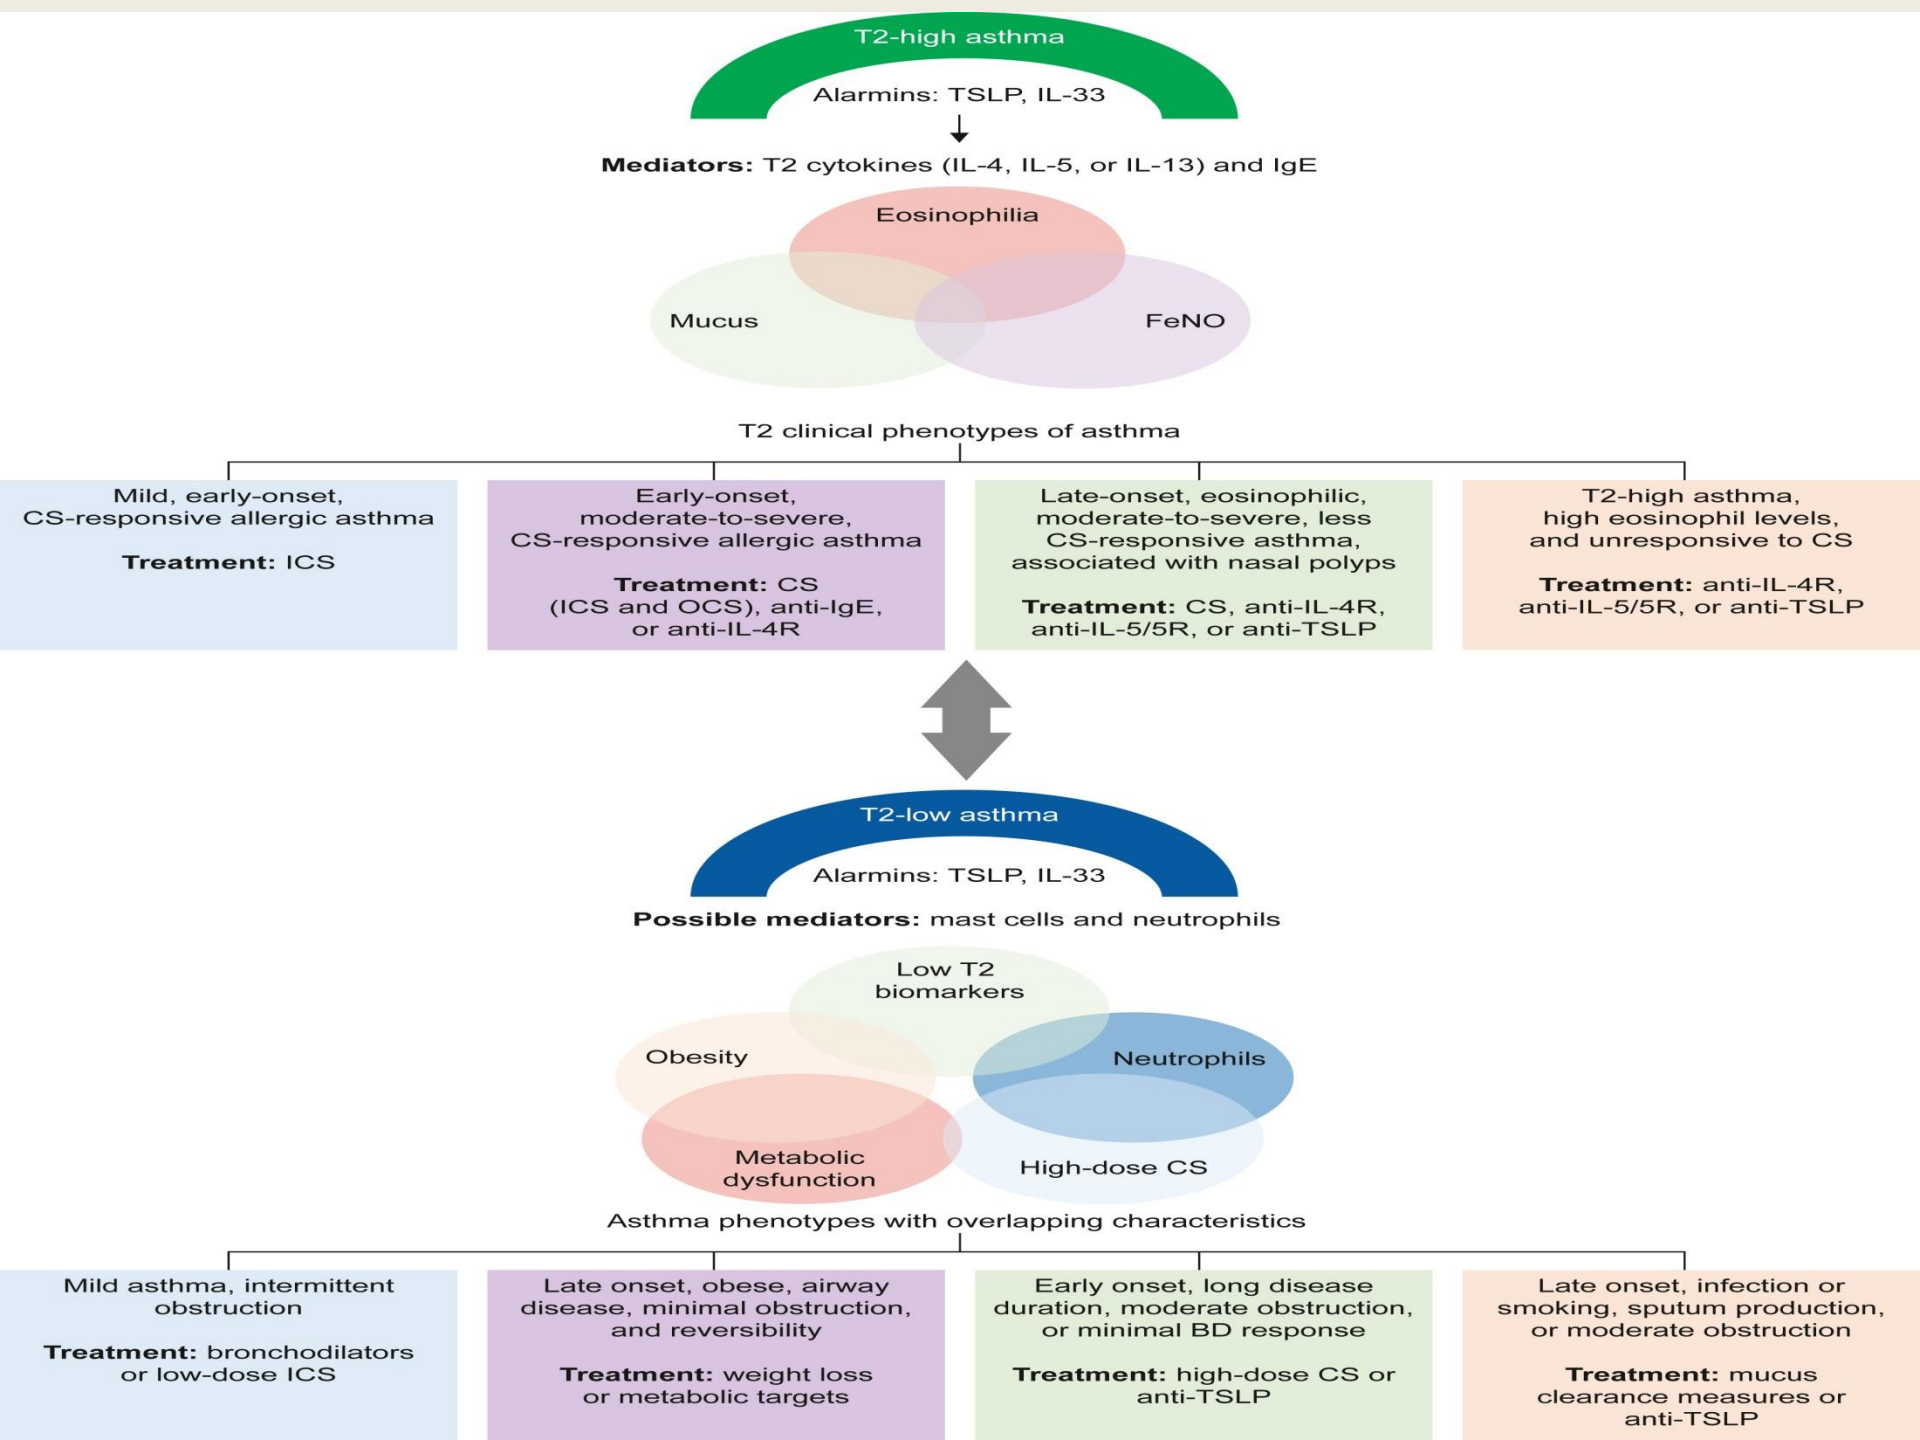 T2-high asthma
Alarmins: TSLP, IL-33
Mediators: T2 cytokines (IL-4, IL-5, or IL-13) and IgE
Eosinophilia
Mucus
FeNO
T2 clinical phenotypes of asthma
Mild, early-onset,
CS-responsive allergic asthma
Treatment: ICS
Early-onset,
moderate-to-severe,
CS-responsive allergic asthma
Treatment: CS
(ICS and OCS), anti-IgE,
or anti-IL-4R
Late-onset, eosinophilic,
moderate-to-severe, less
CS-responsive asthma,
associated with nasal polyps
Treatment: CS, anti-IL-4R,
anti-IL-5/5R, or anti-TSLP
T2-high asthma,
high eosinophil levels,
and unresponsive to CS
Treatment: anti-IL-4R,
anti-IL-5/5R, or anti-TSLP
T2-low asthma
Alarmins: TSLP, IL-33
Possible mediators: mast cells and neutrophils
Low T2
biomarkers
Obesity
Neutrophils
Metabolic
dysfunction
High-dose CS
Asthma phenotypes with overlapping characteristics
Mild asthma, intermittent
obstruction
Treatment: bronchodilators
or low-dose ICS
Late onset, obese, airway
disease, minimal obstruction,
and reversibility
Treatment: weight loss
or metabolic targets
Early onset, long disease
duration, moderate obstruction,
or minimal BD response
Treatment: high-dose CS or
anti-TSLP
Late onset, infection or
smoking, sputum production,
or moderate obstruction
Treatment: mucus
clearance measures or
anti-TSLP